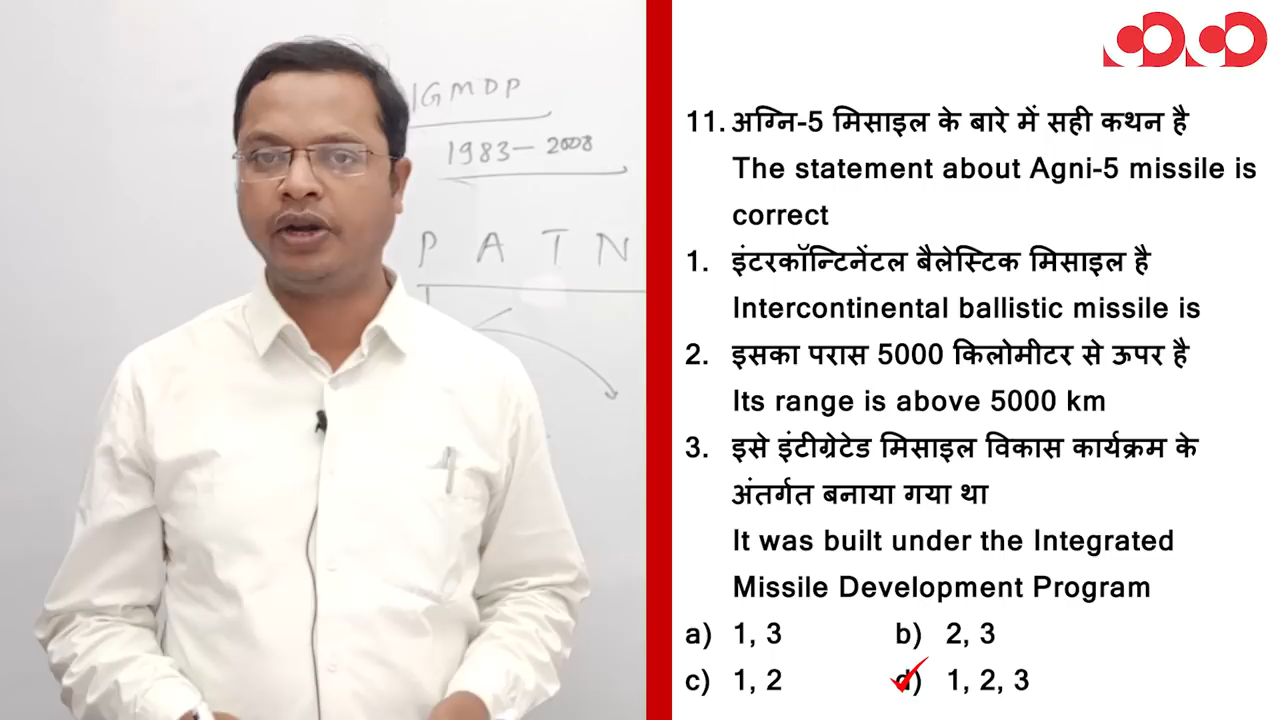 IGMDP
1983-2008
P A T N
11. अग्नि-5 मिसाइल के बारे में सही कथन है
The statement about Agni-5 missile is
correct
1. इंटरकॉन्टिनेंटल बैलेस्टिक मिसाइल है
Intercontinental ballistic missile is
2. इसका परास 5000 किलोमीटर से ऊपर है
Its range is above 5000 km
3. इसे इंटीग्रेटेड मिसाइल विकास कार्यक्रम के
अंतर्गत बनाया गया था
It was built under the Integrated
Missile Development Program
a) 1, 3 b) 2, 3
c) 1, 2 d) 1, 2, 3